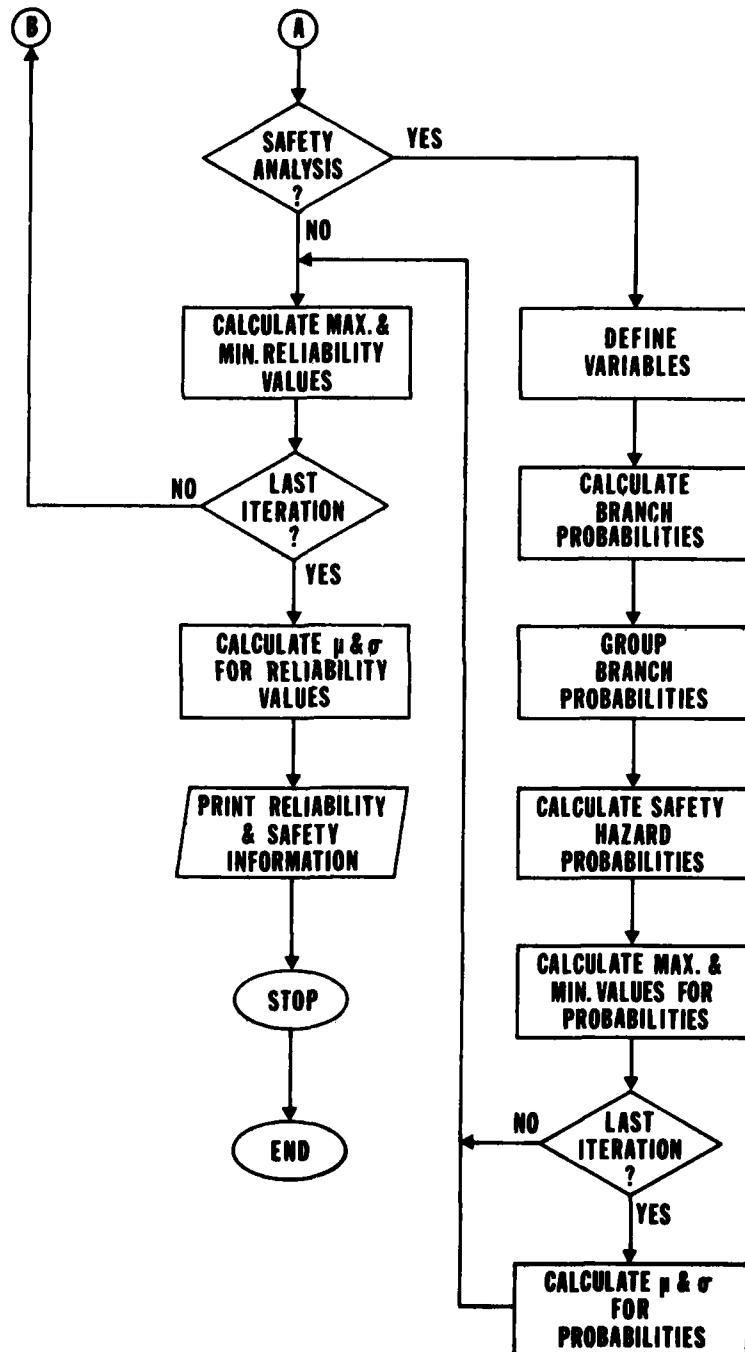 B
A
SAFETY
ANALYSIS
?
YES
NO
CALCULATE MAX. &
MIN. RELIABILITY
VALUES
NO
LAST
ITERATION
?
YES
CALCULATE μ & σ
FOR RELIABILITY
VALUES
PRINT RELIABILITY
& SAFETY
INFORMATION
STOP
END
DEFINE
VARIABLES
CALCULATE
BRANCH
PROBABILITIES
GROUP
BRANCH
PROBABILITIES
CALCULATE SAFETY
HAZARD
PROBABILITIES
CALCULATE MAX. &
MIN. VALUES FOR
PROBABILITIES
NO
LAST
ITERATION
?
YES
CALCULATE μ & σ
FOR
PROBABILITIES